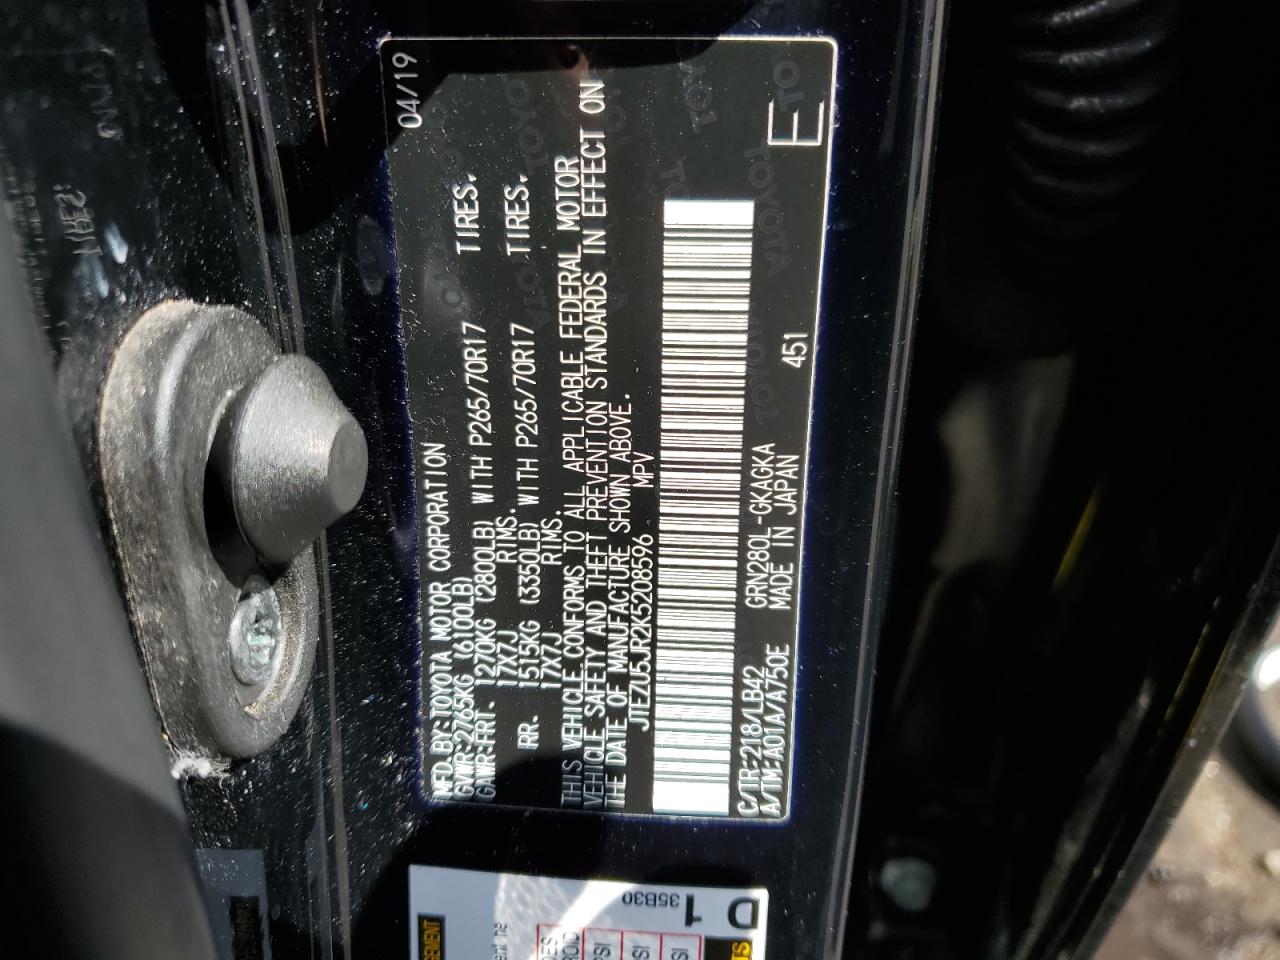 04/19
MFD.BY:TOYOTA MOTOR CORPORATION
GVWR:2765KG (6100LB)
GAWR:FRT. 1270KG (2800LB) WITH P265/70R17 TIRES,
17X7J RIMS.
RR. 1515KG (3350LB) WITH P265/70R17 TIRES,
17X7J RIMS.
THIS VEHICLE CONFORMS TO ALL APPLICABLE FEDERAL MOTOR
VEHICLE SAFETY AND THEFT PREVENTION STANDARDS IN EFFECT ON
THE DATE OF MANUFACTURE SHOWN ABOVE.
JTEZU5JR2K5208596 MPV
C/TR:218/LB42 GRN280L-GKAGKA 451
A/TM:A01A/A750E MADE IN JAPAN
E
D
1
35B30